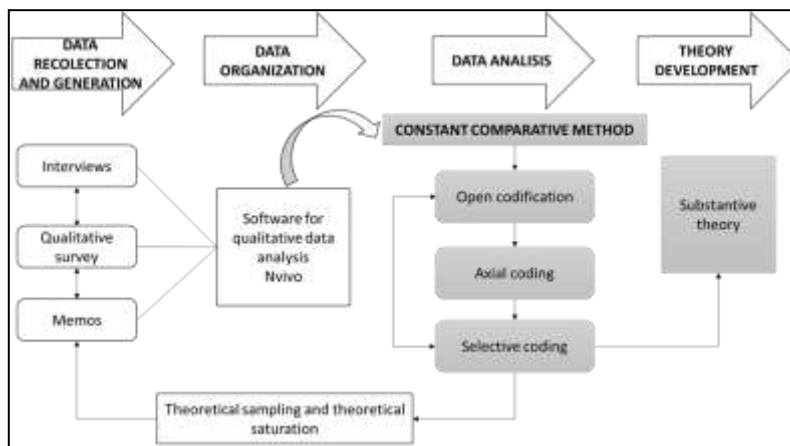 DATA
RECOLECTION
AND GENERATION
DATA
ORGANIZATION
DATA ANALISIS
THEORY
DEVELOPMENT
CONSTANT COMPARATIVE METHOD
Interviews
Qualitative
survey
Memos
Software for
qualitative data
analysis
Nvivo
Open codification
Axial coding
Selective coding
Substantive
theory
Theoretical sampling and theoretical
saturation